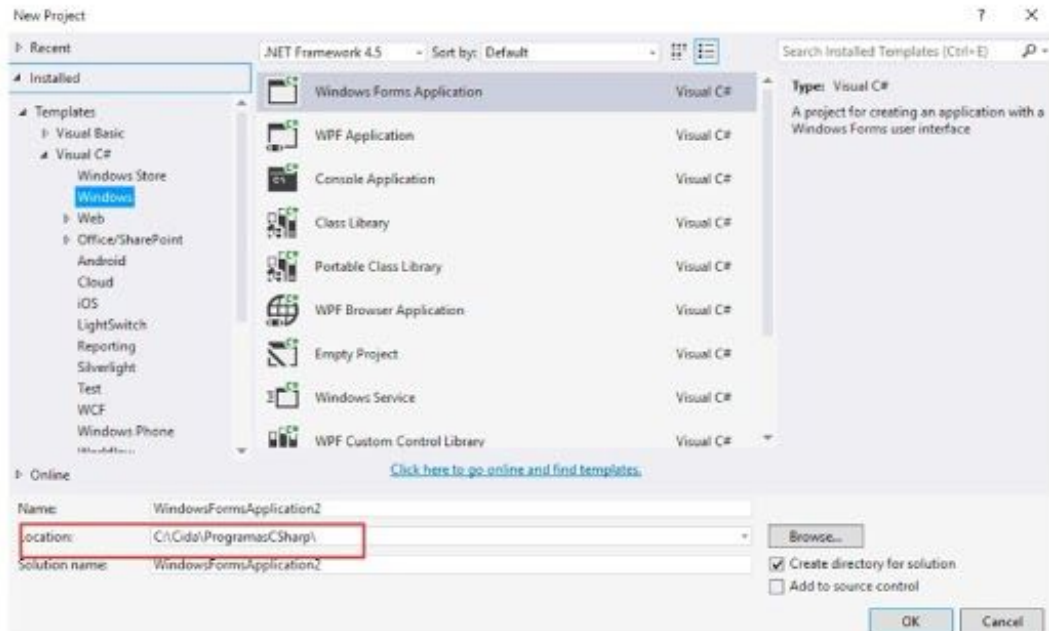 New Project
? ×
Recent
.NET Framework 4.5 Sort by: Default
Search Installed Templates (Ctrl+E)
Installed
Templates
Visual Basic
Visual C#
Windows Store
Windows
Web
Office/SharePoint
Android
Cloud
iOS
LightSwitch
Reporting
Silverlight
Test
WCF
Windows Phone
Online
Windows Forms Application Visual C#
WPF Application Visual C#
Console Application Visual C#
Class Library Visual C#
Portable Class Library Visual C#
WPF Browser Application Visual C#
Empty Project Visual C#
Windows Service Visual C#
WPF Custom Control Library Visual C#
Click here to go online and find templates.
Type: Visual C#
A project for creating an application with a
Windows Forms user interface
Name: WindowsFormsApplication2
Location: C:\Cida\ProgramasCSharp\
Browse...
Solution name: WindowsFormsApplication2
Create directory for solution
Add to source control
OK Cancel